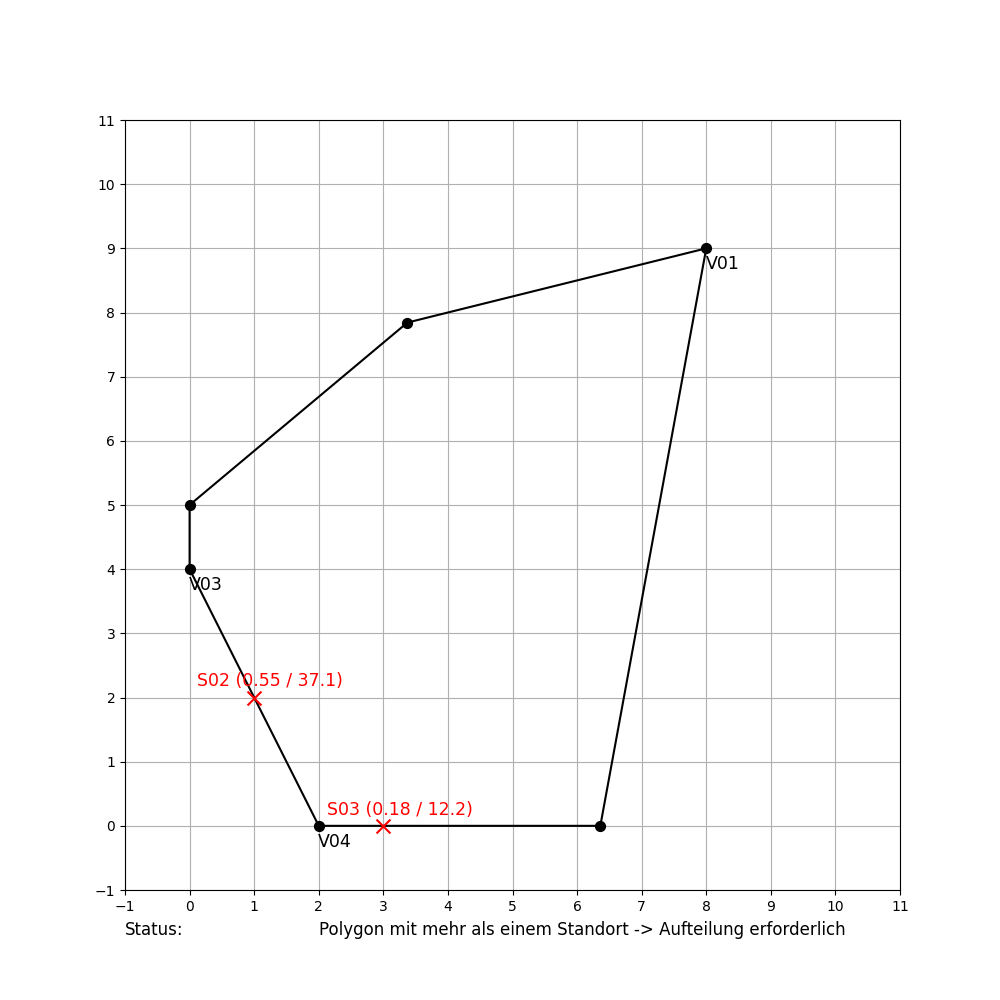 11
10
9
V01
8
7
6
5
4
V03
3
S02 (0.55 / 37.1)
2
1
S03 (0.18 / 12.2)
0
V04
−1
−1 0 1 2 3 4 5 6 7 8 9 10 11
Status: Polygon mit mehr als einem Standort -> Aufteilung erforderlich